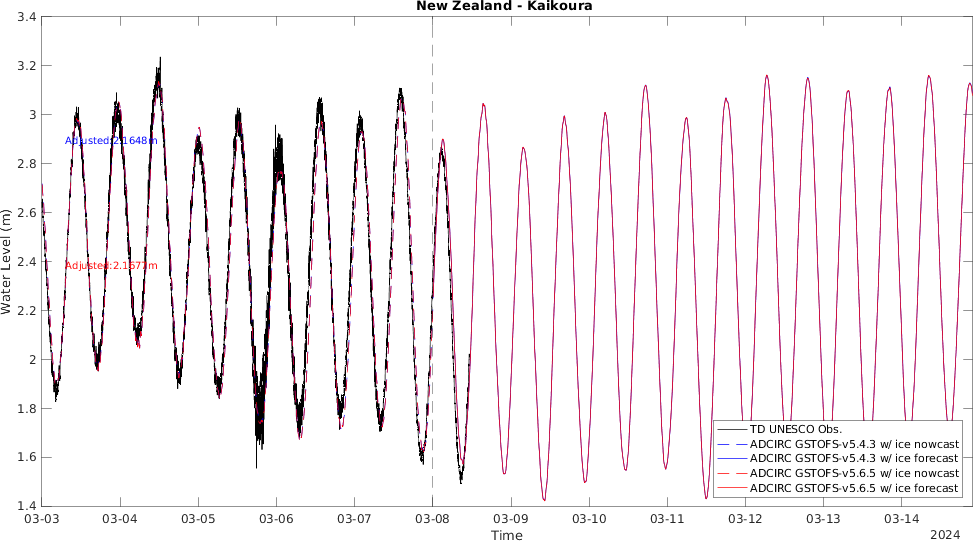 New Zealand - Kaikoura
3.4
3.2
3
2.8
2.6
2.4
2.2
2
1.8
1.6
1.4
Water Level (m)
Adjusted:2.1648m
Adjusted:2.1677m
TD UNESCO Obs.
ADCIRC GSTOFS-v5.4.3 w/ ice nowcast
ADCIRC GSTOFS-v5.4.3 w/ ice forecast
ADCIRC GSTOFS-v5.6.5 w/ ice nowcast
ADCIRC GSTOFS-v5.6.5 w/ ice forecast
03-03 03-04 03-05 03-06 03-07 03-08 03-09 03-10 03-11 03-12 03-13 03-14
Time
2024